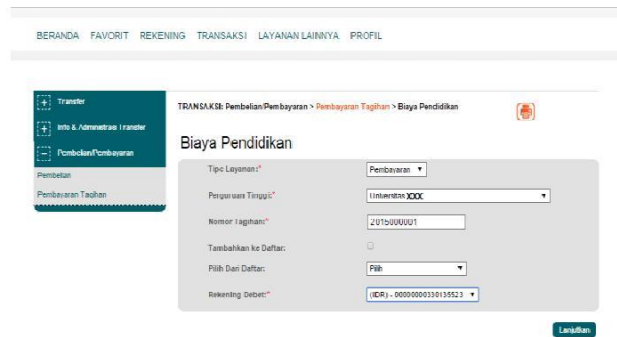 BERANDA FAVORIT REKENING TRANSAKSI LAYANAN LAINNYA PROFIL
Transfer
TRANSAKSI: Pembelian/Pembayaran > Pembayaran Tagihan > Biaya Pendidikan
Info & Administrasi Transfer
Biaya Pendidikan
Pembelian/Pembayaran
Tipe Layanan:* Pembayaran
Pembelian
Perguruan Tinggi:* Universitas XXX
Pembayaran Tagihan
Nomor Tagihan:* 2015000001
Tambahkan ke Daftar:
Pilih Dari Daftar: Pilih
Rekening Debet:* (IDR) - 00000000330135523
Lanjutkan